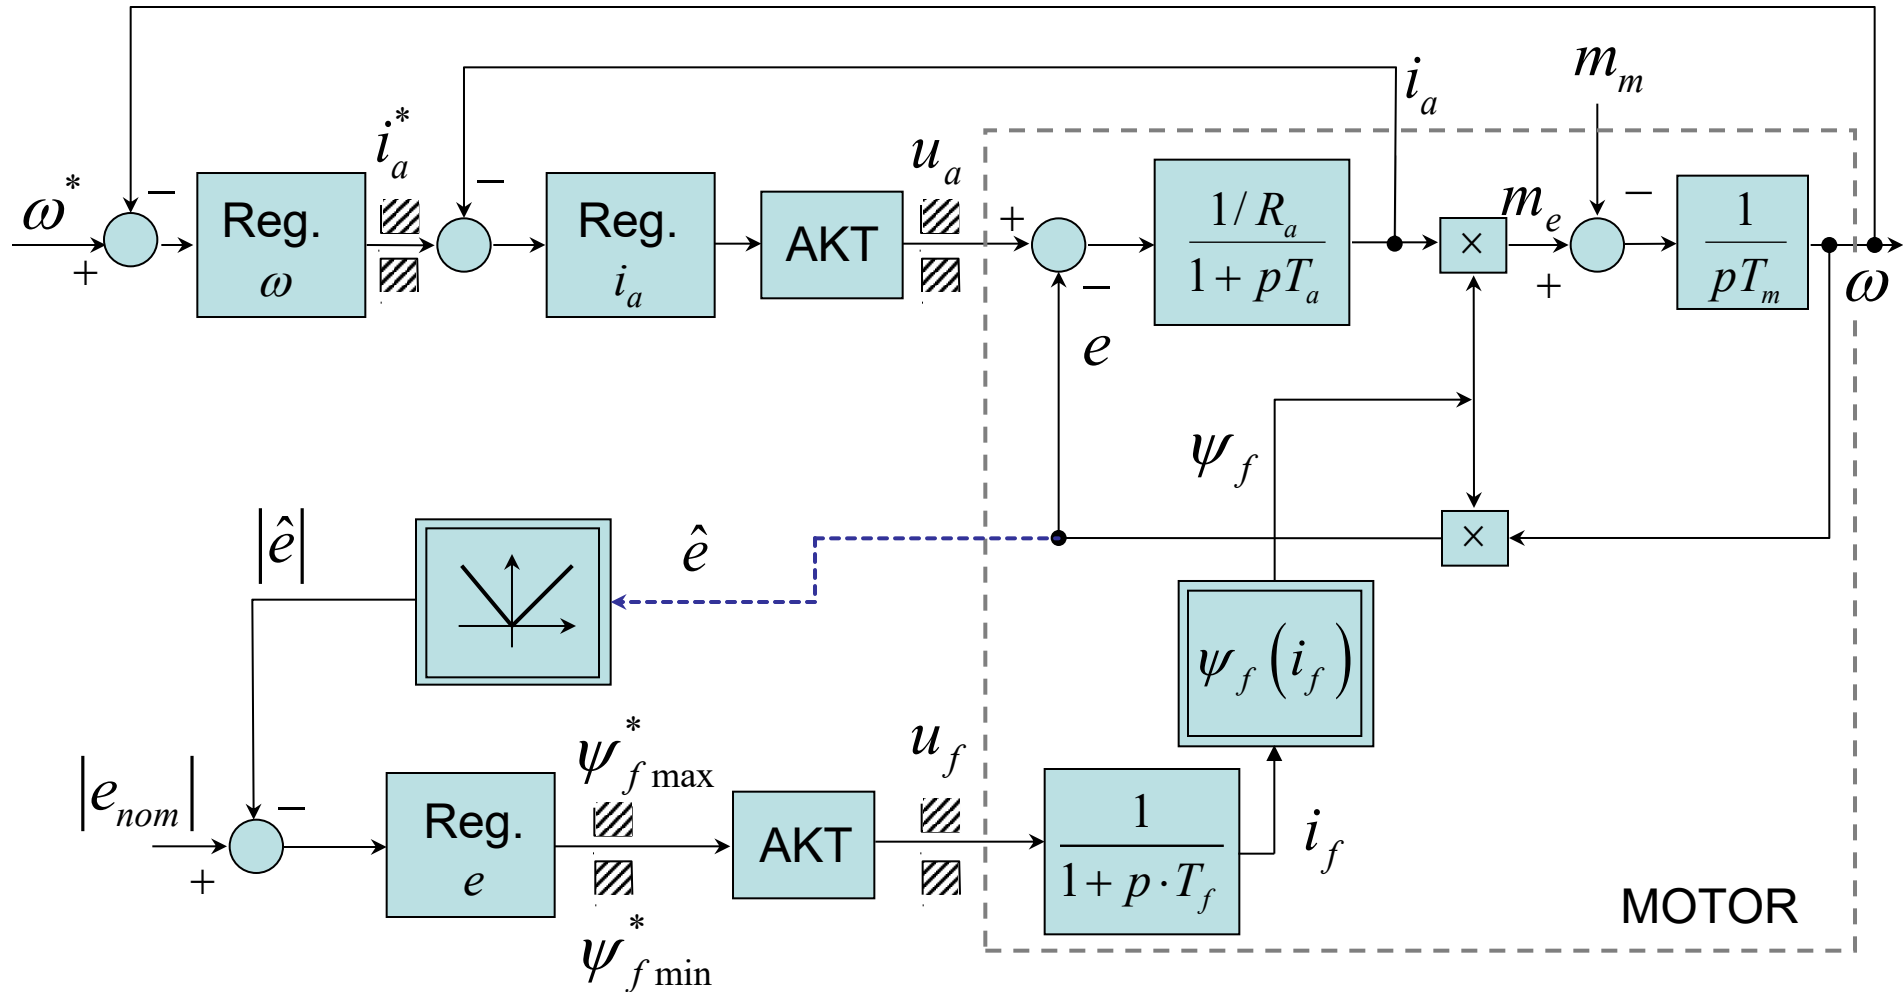 ω*
+
−
Reg.
ω
i_a^*
−
Reg.
i_a
AKT
u_a
+
−
e
1/R_a
1+pT_a
i_a
×
m_e
+
m_m
−
1
pT_m
ω
ψ_f
×
|ê|
ê
ψ_f(i_f)
|e_nom|
+
−
Reg.
e
ψ*_f max
ψ*_f min
AKT
u_f
1
1+p·T_f
i_f
MOTOR